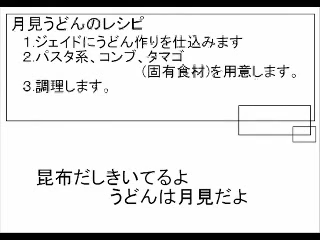 月見うどんのレシピ
1.ジェイドにうどん作りを仕込みます
2.パスタ系、コンブ、タマゴ
(固有食材)を用意します。
3.調理します。
昆布だしきいてるよ
うどんは月見だよ